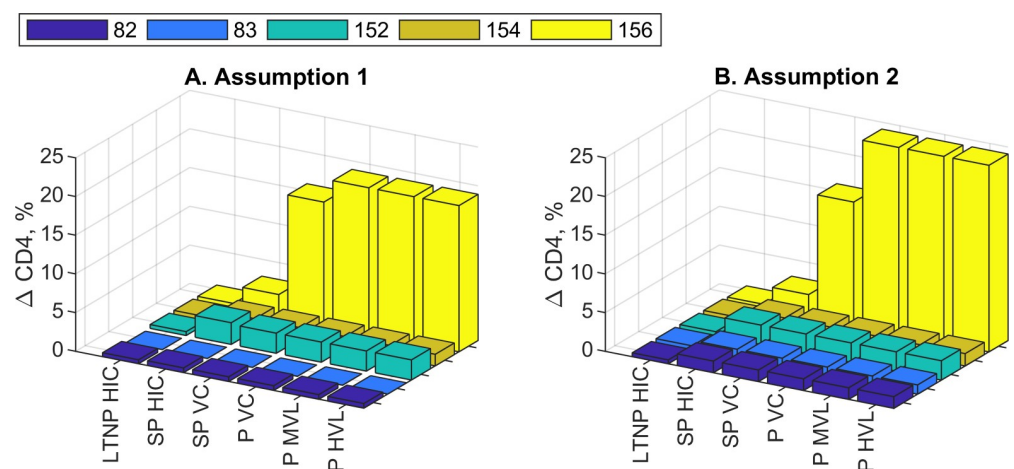 82 83 152 154 156
A. Assumption 1
B. Assumption 2
Δ CD4, %
25
20
15
10
5
0
LTNP HIC
SP HIC
SP VC
P VC
P MVL
P HVL
Δ CD4, %
25
20
15
10
5
0
LTNP HIC
SP HIC
SP VC
P VC
P MVL
P HVL